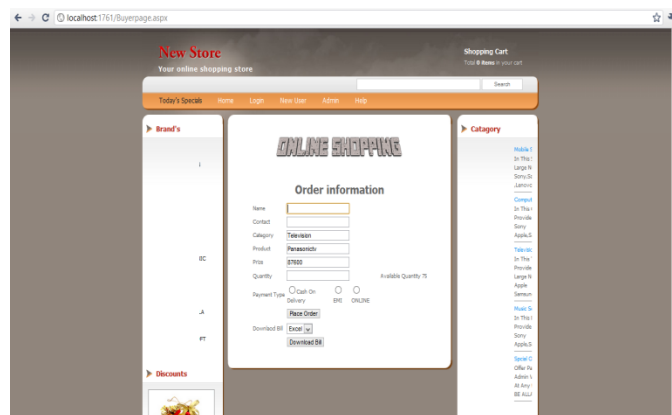 localhost:1761/Buyerpage.aspx
New Store
Your online shopping store
Shopping Cart
Total 0 Items in your cart
Search
Today's Specials Home Login New User Admin Help
Brand's
ONLINE SHOPPING
Order information
Name
Contact
Category Television
Product Panasonictv
Price 87600
Quantity Available Quantity
Payment Type Cash On Delivery EMI ONLINE
Place Order
Download Bill Excel
Download Bill
Discounts
Catagory
Mobile
In This
Large N
Sony,
Comput
In This
Provide
Sony
Apple,S
In This
Provide
Large N
Apple
Samsun
Music S
In This
Provide
Sony
Apple,S
Offer Pa
Admin
At Any
BE ALL